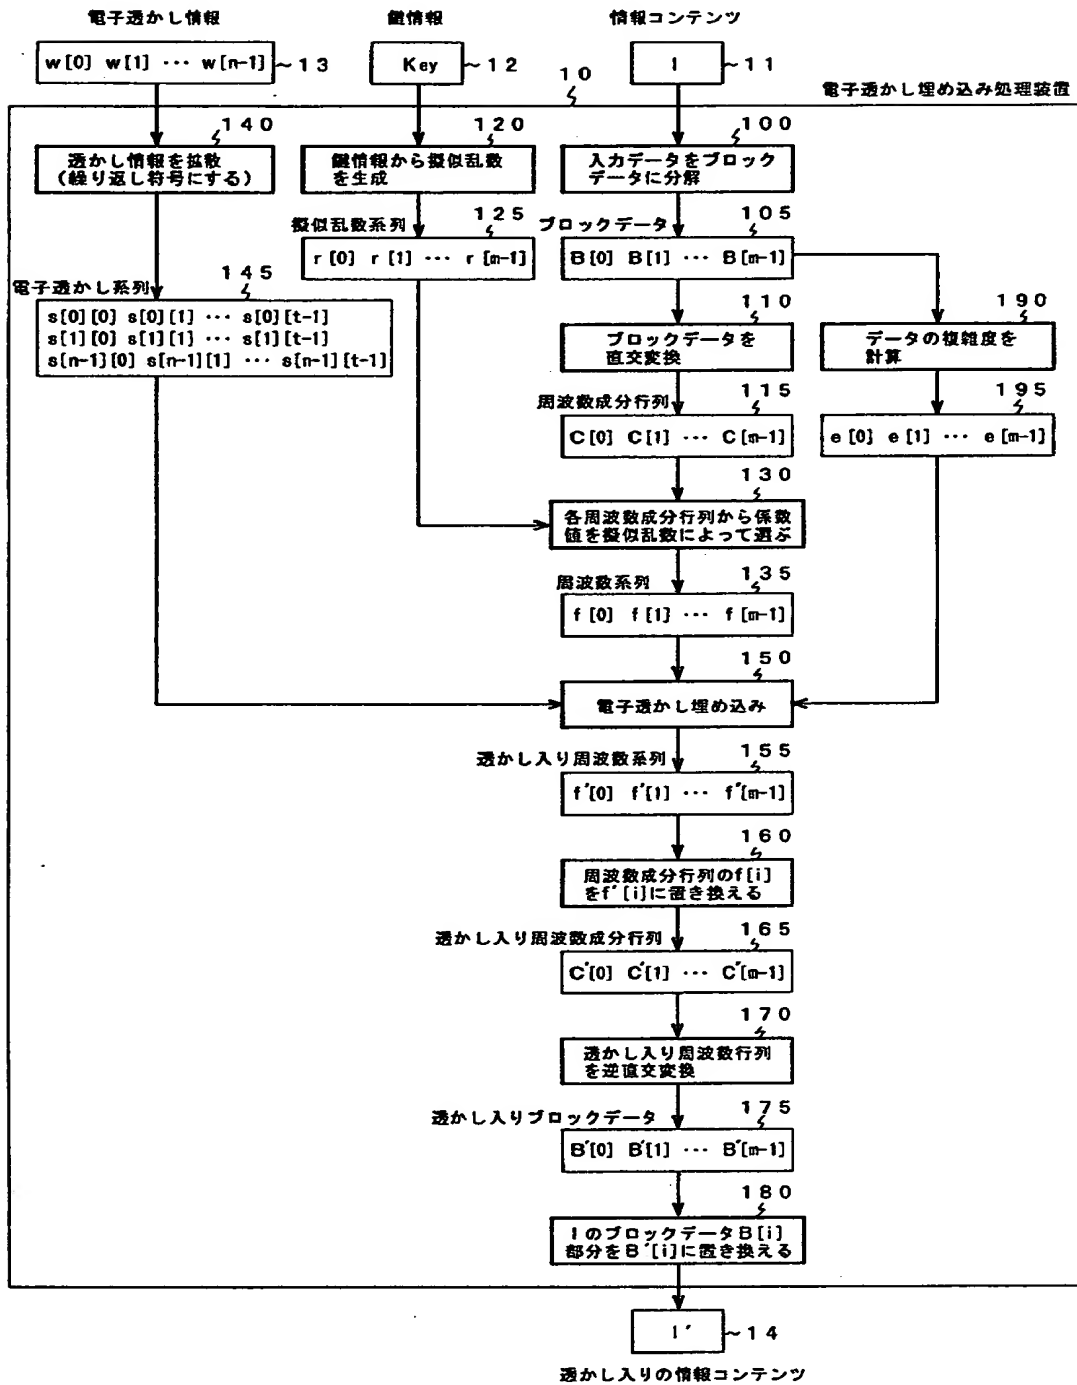 電子透かし情報 鍵情報 情報コンテンツ
w[0] w[1] ⋯ w[n-1] ~13 Key ~12 I ~11
10
電子透かし埋め込み処理装置
140 120 100
透かし情報を拡散
(繰り返し符号にする)
鍵情報から擬似乱数
を生成
入力データをブロック
データに分解
擬似乱数系列 125
r[0] r[1] ⋯ r[m-1]
ブロックデータ 105
B[0] B[1] ⋯ B[m-1]
電子透かし系列 145
s[0][0] s[0][1] ⋯ s[0][t-1]
s[1][0] s[1][1] ⋯ s[1][t-1]
s[n-1][0] s[n-1][1] ⋯ s[n-1][t-1]
110
ブロックデータを
直交変換
190
データの複雑度を
計算
周波数成分行列 115
C[0] C[1] ⋯ C[m-1]
195
e[0] e[1] ⋯ e[m-1]
130
各周波数成分行列から係数
値を擬似乱数によって選ぶ
周波数系列 135
f[0] f[1] ⋯ f[m-1]
150
電子透かし埋め込み
透かし入り周波数系列 155
f'[0] f'[1] ⋯ f'[m-1]
160
周波数成分行列のf[i]
をf'[i]に置き換える
透かし入り周波数成分行列 165
C'[0] C'[1] ⋯ C'[m-1]
170
透かし入り周波数行列
を逆直交変換
透かし入りブロックデータ 175
B'[0] B'[1] ⋯ B'[m-1]
180
IのブロックデータB[i]
部分をB'[i]に置き換える
I' ~14
透かし入りの情報コンテンツ